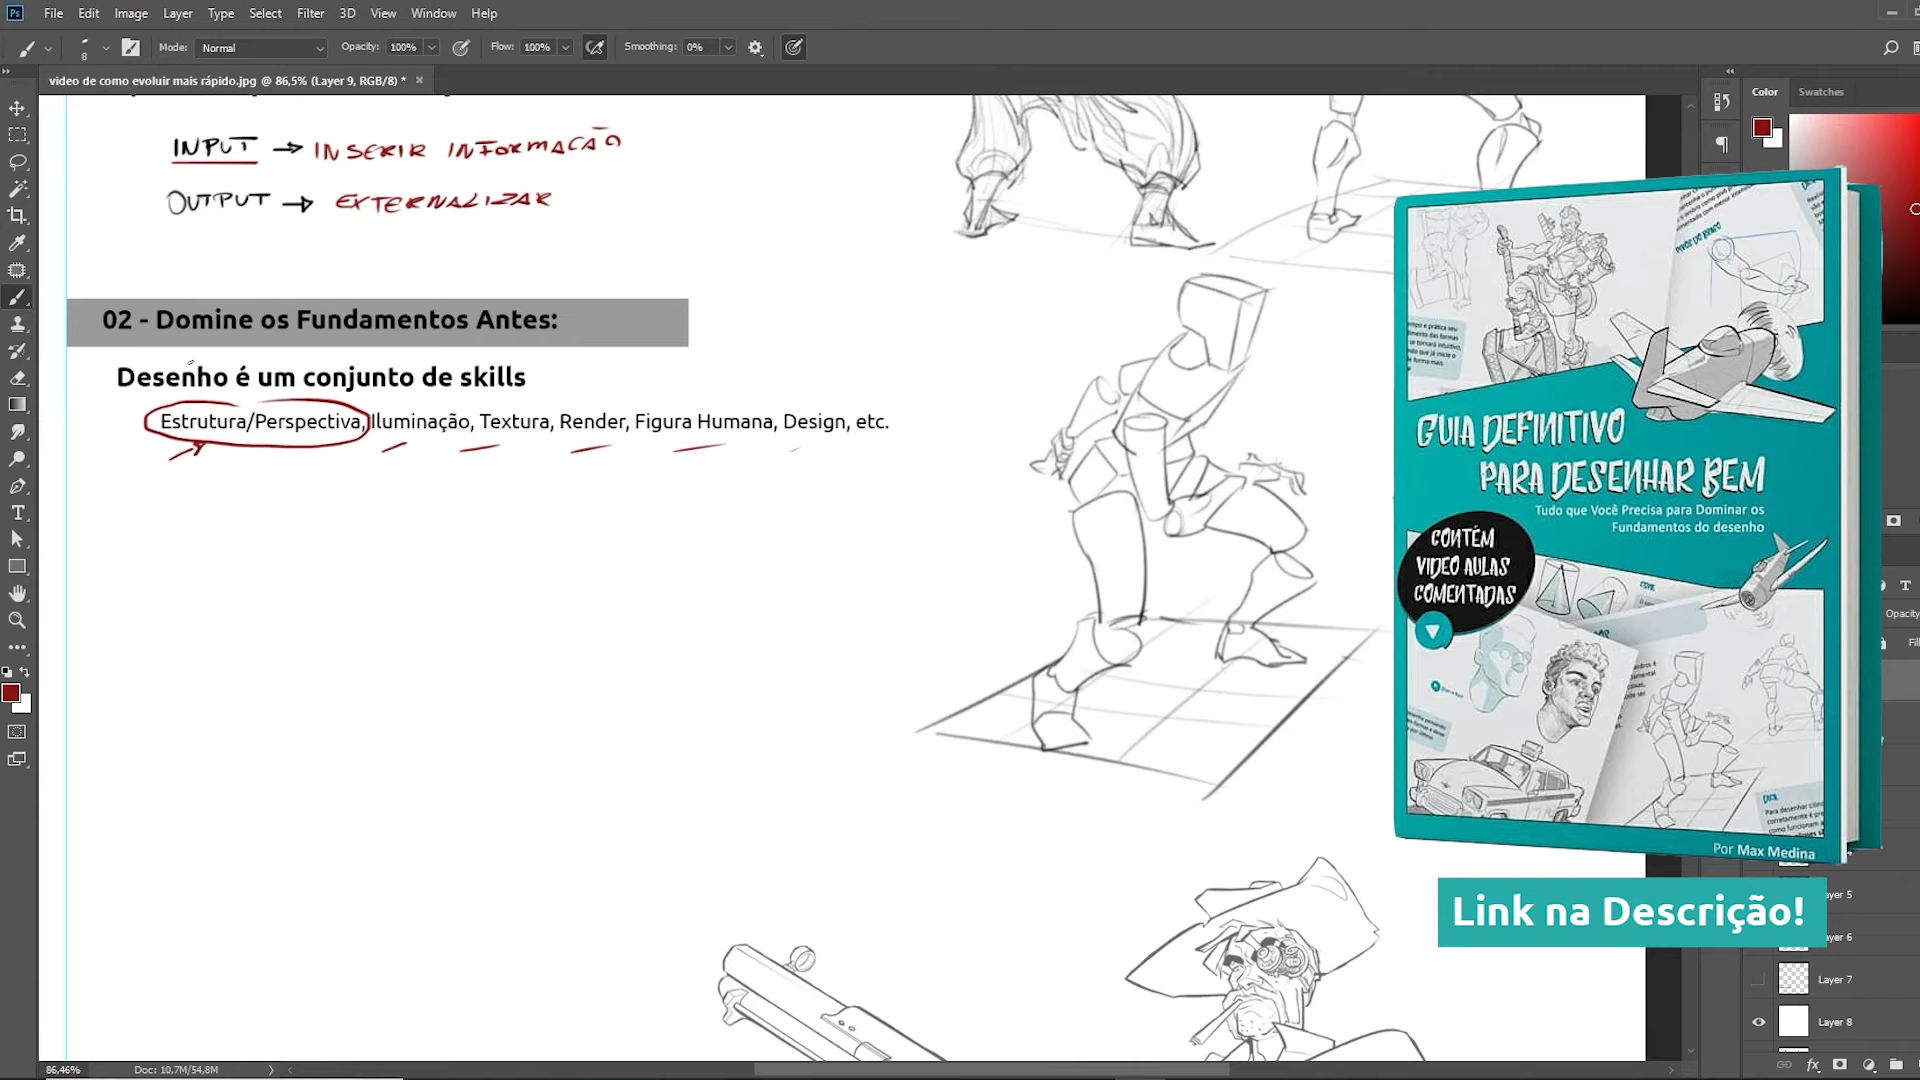 File Edit Image Layer Type Select Filter 3D View Window Help
8 Mode: Normal Opacity: 100% Flow: 100% Smoothing: 0%
video de como evoluir mais rápido.jpg @ 86,5% (Layer 9, RGB/8) *
Color Swatches
INPUT → INSERIR INFORMAÇÃO
OUTPUT → EXTERNALIZAR
02 - Domine os Fundamentos Antes:
Desenho é um conjunto de skills
Estrutura/Perspectiva, Iluminação, Textura, Render, Figura Humana, Design, etc.
GUIA DEFINITIVO
PARA DESENHAR BEM
Tudo que Você Precisa para Dominar os
Fundamentos do desenho
CONTÉM
VIDEO AULAS
COMENTADAS
Por Max Medina
Link na Descrição!
Opacity
Fil
ayer 5
ayer 6
Layer 7
Layer 8
86,46% Doc: 10,7M/54,8M